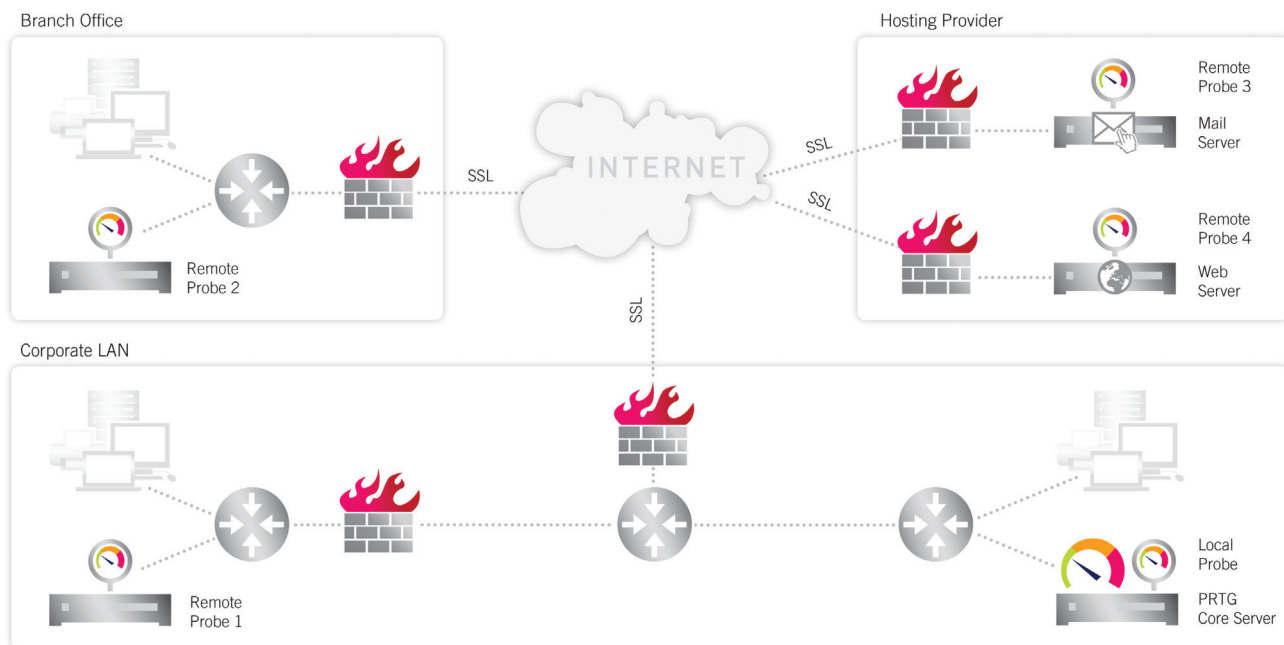 Branch Office
Hosting Provider
Remote
Probe 3
Mail
Server
SSL
INTERNET
SSL
SSL
Remote
Probe 4
Web
Server
Remote
Probe 2
SSL
Corporate LAN
Remote
Probe 1
Local
Probe
PRTG
Core Server